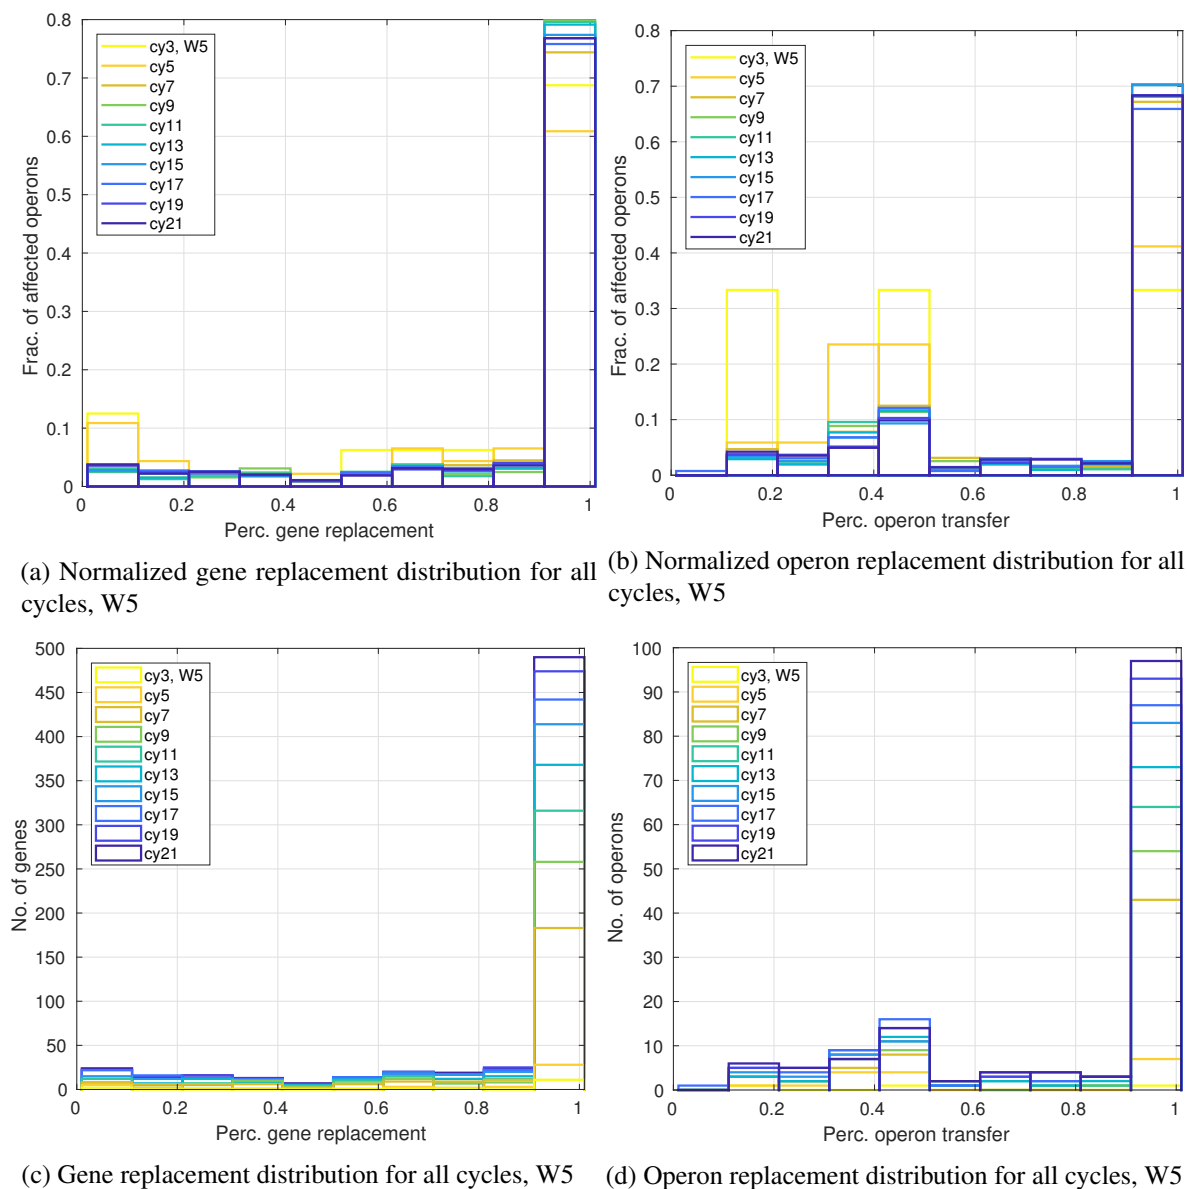 0.8
0.7
0.6
0.5
0.4
0.3
0.2
0.1
0
Frac. of affected operons
cy3, W5
cy5
cy7
cy9
cy11
cy13
cy15
cy17
cy19
cy21
0 0.2 0.4 0.6 0.8 1
Perc. gene replacement
(a) Normalized gene replacement distribution for all
cycles, W5
0.8
0.7
0.6
0.5
0.4
0.3
0.2
0.1
0
Frac. of affected operons
cy3, W5
cy5
cy7
cy9
cy11
cy13
cy15
cy17
cy19
cy21
0 0.2 0.4 0.6 0.8 1
Perc. operon transfer
(b) Normalized operon replacement distribution for all
cycles, W5
500
450
400
350
300
250
200
150
100
50
0
No. of genes
cy3, W5
cy5
cy7
cy9
cy11
cy13
cy15
cy17
cy19
cy21
0 0.2 0.4 0.6 0.8 1
Perc. gene replacement
(c) Gene replacement distribution for all cycles, W5
100
90
80
70
60
50
40
30
20
10
0
No. of operons
cy3, W5
cy5
cy7
cy9
cy11
cy13
cy15
cy17
cy19
cy21
0 0.2 0.4 0.6 0.8 1
Perc. operon transfer
(d) Operon replacement distribution for all cycles, W5